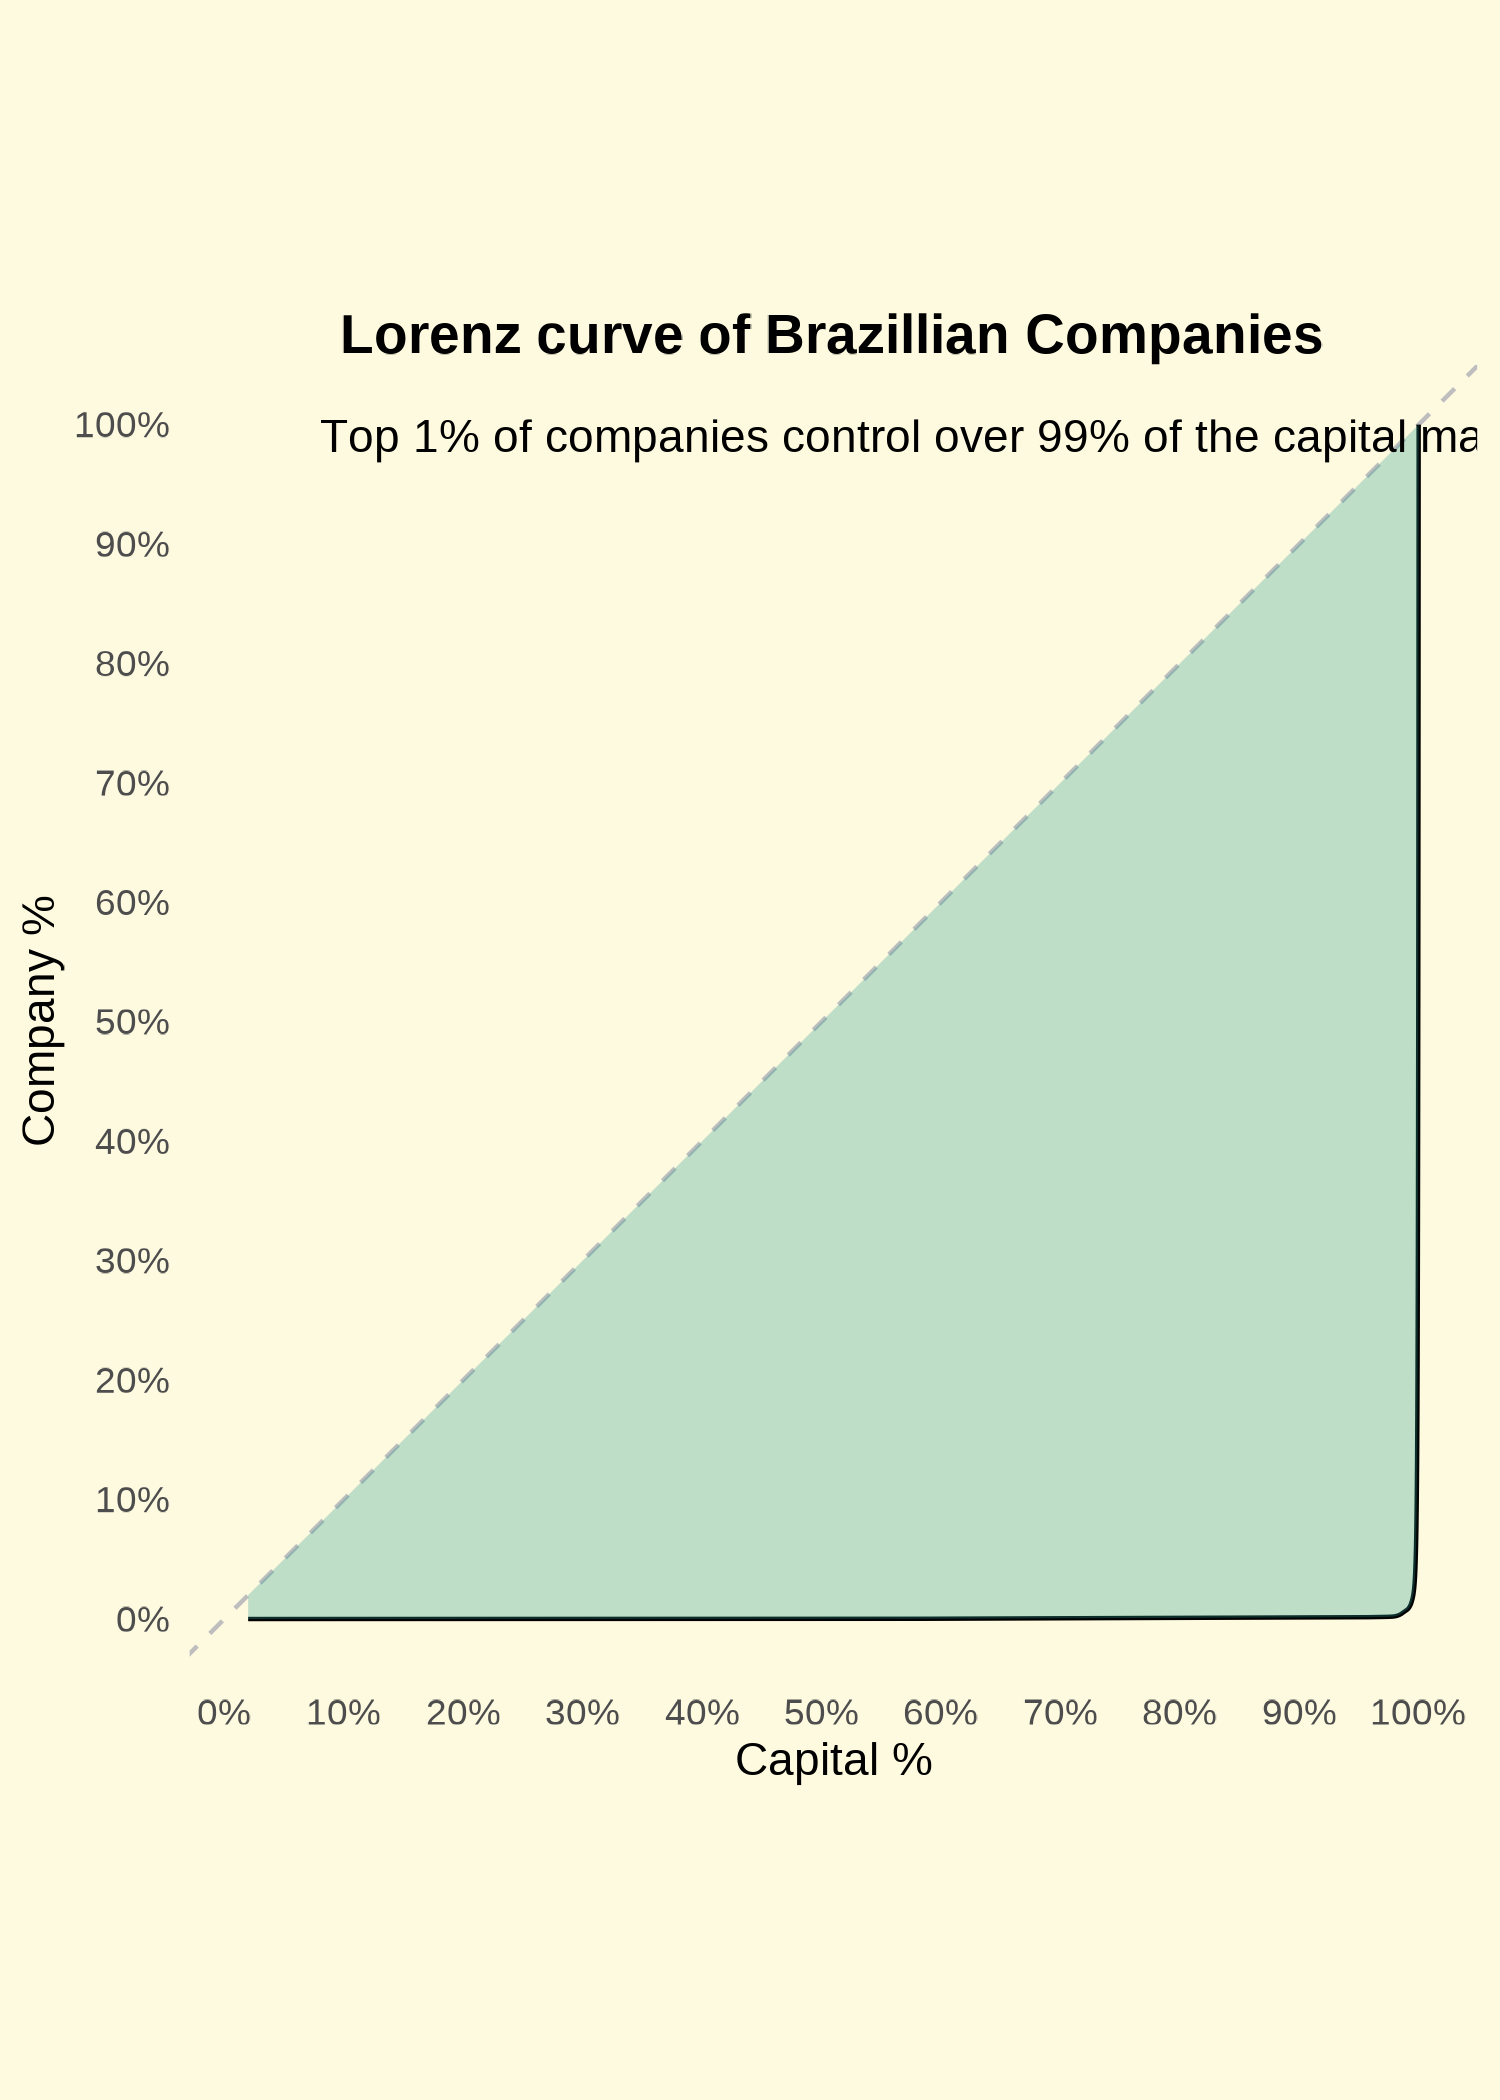 Lorenz curve of Brazillian Companies
Top 1% of companies control over 99% of the capital ma
100%
90%
80%
70%
60%
50%
40%
30%
20%
10%
0%
Company %
0% 10% 20% 30% 40% 50% 60% 70% 80% 90% 100%
Capital %